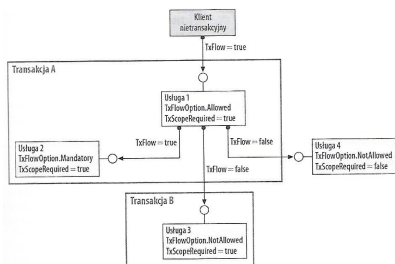 Klient
nietransakcyjny
TxFlow = true
Transakcja A
Usługa 1
TxFlowOption.Allowed
TxScopeRequired = true
Usługa 2
TxFlowOption.Mandatory
TxScopeRequired = true
TxFlow = true
TxFlow = false
TxFlow = false
Usługa 4
TxFlowOption.NotAllowed
TxScopeRequired = false
Transakcja B
Usługa 3
TxFlowOption.NotAllowed
TxScopeRequired = true